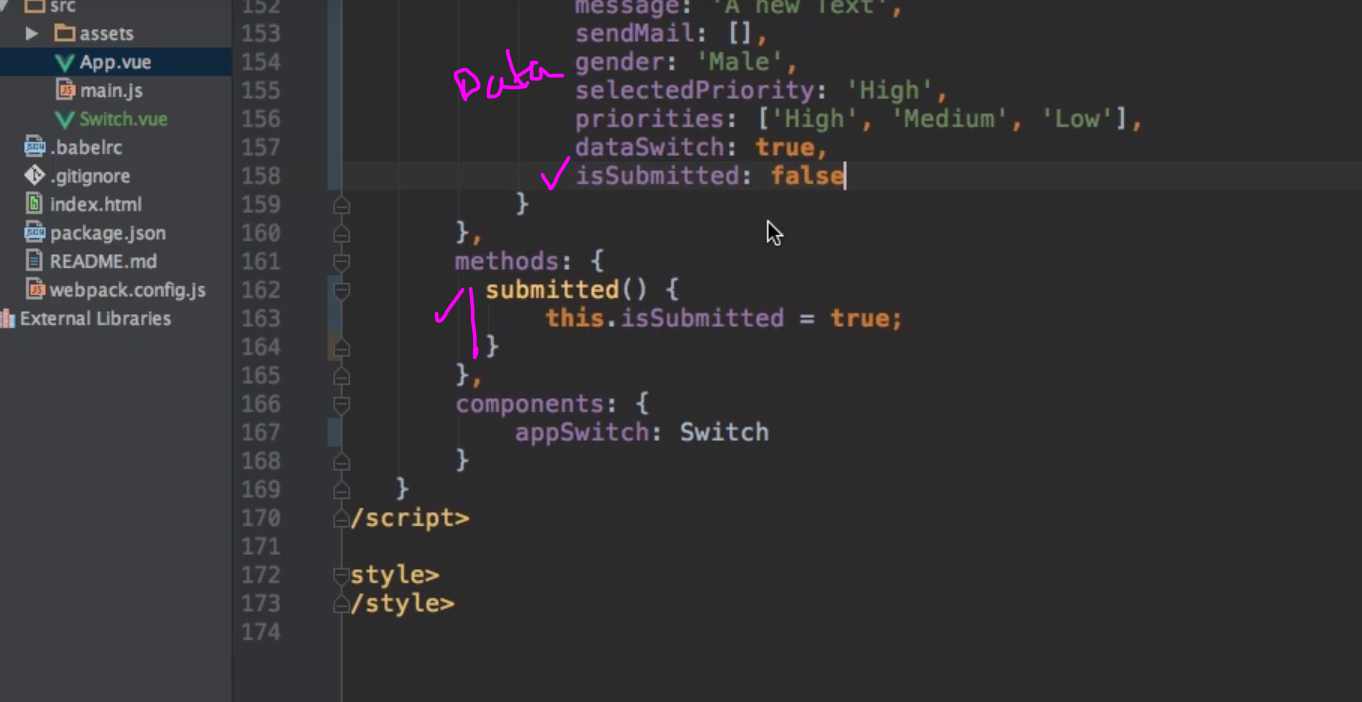 src
assets
App.vue
main.js
Switch.vue
.babelrc
.gitignore
index.html
package.json
README.md
webpack.config.js
External Libraries
Data
152 message: 'A new Text',
153 sendMail: [],
154 gender: 'Male',
155 selectedPriority: 'High',
156 priorities: ['High', 'Medium', 'Low'],
157 dataSwitch: true,
158 isSubmitted: false
159 }
160 },
161 methods: {
162 submitted() {
163 this.isSubmitted = true;
164 }
165 },
166 components: {
167 appSwitch: Switch
168 }
169 }
170 /script>
171
172 style>
173 /style>
174